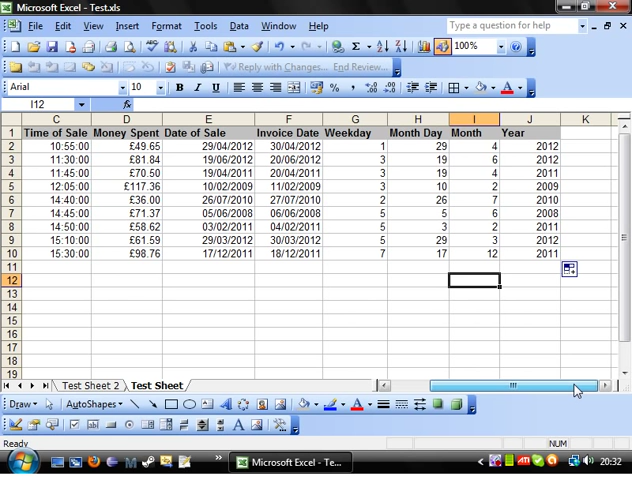 Microsoft Excel - Test.xls
File Edit View Insert Format Tools Data Window Help Type a question for help
Σ 100%
Reply with Changes... End Review...
Arial 10 B I U
I12 fx
C D E F G H I J K
1 Time of Sale Money Spent Date of Sale Invoice Date Weekday Month Day Month Year
2 10:55:00 £49.65 29/04/2012 30/04/2012 1 29 4 2012
3 11:30:00 £81.84 19/06/2012 20/06/2012 3 19 6 2012
4 11:45:00 £70.50 19/04/2011 20/04/2011 3 19 4 2011
5 12:05:00 £117.36 10/02/2009 11/02/2009 3 10 2 2009
6 14:40:00 £36.00 26/07/2010 27/07/2010 2 26 7 2010
7 14:45:00 £71.37 05/06/2008 06/06/2008 5 5 6 2008
8 14:50:00 £58.62 03/02/2011 04/02/2011 5 3 2 2011
9 15:10:00 £61.59 29/03/2012 30/03/2012 5 29 3 2012
10 15:30:00 £98.76 17/12/2011 18/12/2011 7 17 12 2011
11
12
13
14
15
16
17
18
19
Test Sheet 2 Test Sheet
Draw AutoShapes
Ready NUM
Microsoft Excel - Te... ATI 20:32